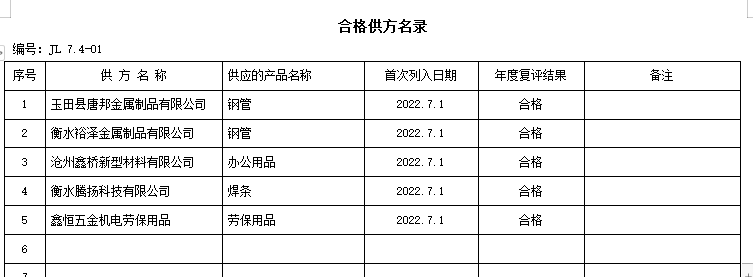 合格供方名录
编号: JL 7.4-01
序号 供 方 名 称 供应的产品名称 首次列入日期 年度复评结果 备注
1 玉田县唐邦金属制品有限公司 钢管 2022.7.1 合格
2 衡水裕泽金属制品有限公司 钢管 2022.7.1 合格
3 沧州鑫桥新型材料有限公司 办公用品 2022.7.1 合格
4 衡水腾扬科技有限公司 焊条 2022.7.1 合格
5 鑫恒五金机电劳保用品 劳保用品 2022.7.1 合格
6